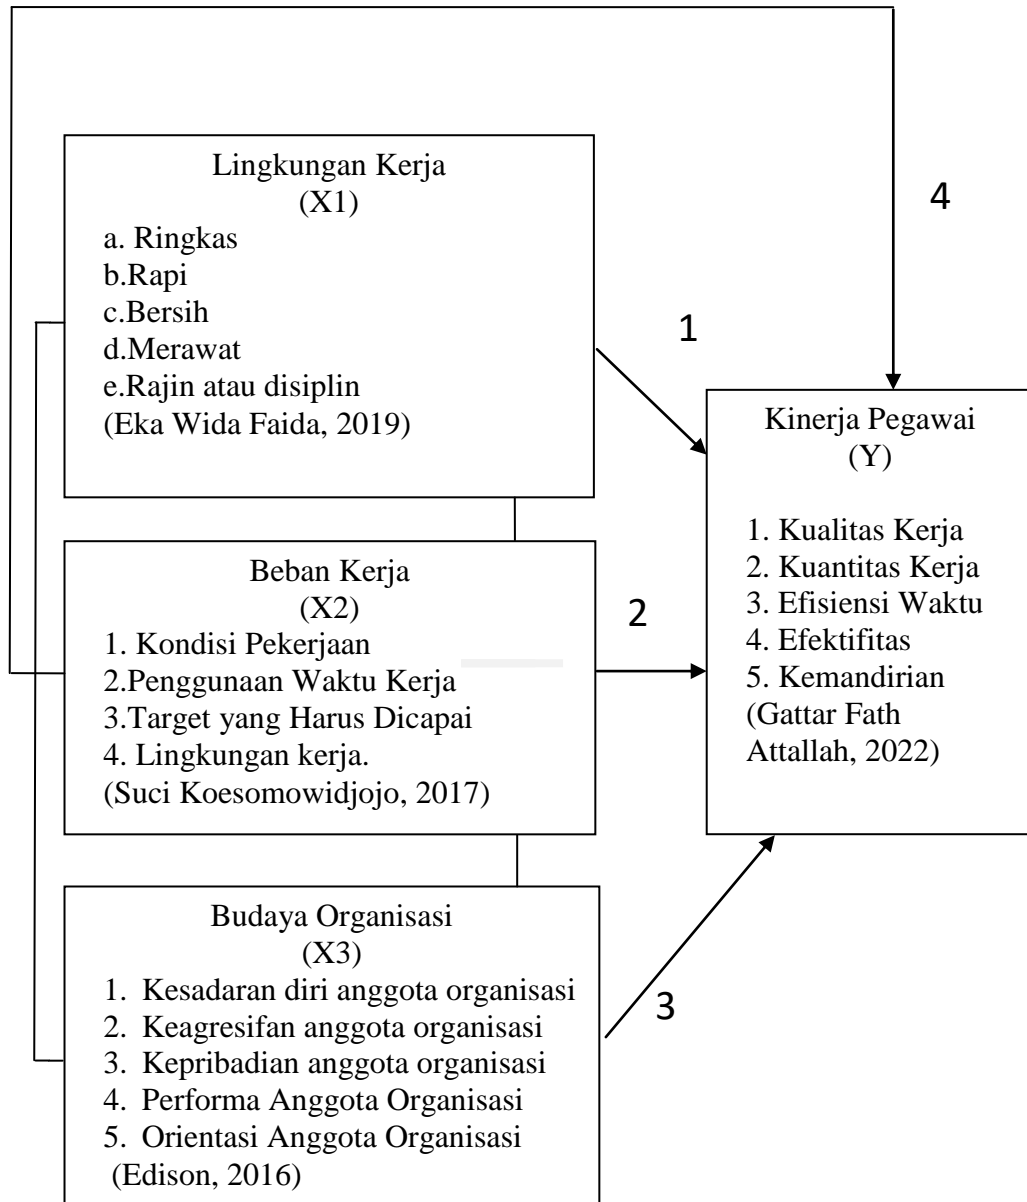 Lingkungan Kerja
(X1)
a. Ringkas
b.Rapi
c.Bersih
d.Merawat
e.Rajin atau disiplin
(Eka Wida Faida, 2019)
4
1
Beban Kerja
(X2)
1. Kondisi Pekerjaan
2.Penggunaan Waktu Kerja
3.Target yang Harus Dicapai
4. Lingkungan kerja.
(Suci Koesomowidjojo, 2017)
2
Kinerja Pegawai
(Y)
1. Kualitas Kerja
2. Kuantitas Kerja
3. Efisiensi Waktu
4. Efektifitas
5. Kemandirian
(Gattar Fath
Attallah, 2022)
Budaya Organisasi
(X3)
1. Kesadaran diri anggota organisasi
2. Keagresifan anggota organisasi
3. Kepribadian anggota organisasi
4. Performa Anggota Organisasi
5. Orientasi Anggota Organisasi
(Edison, 2016)
3